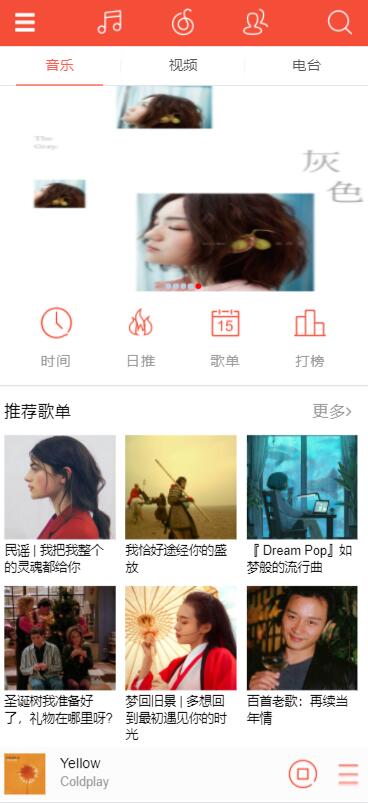 音乐 视频 电台
The
Gray.
灰
色
15
时间 日推 歌单 打榜
推荐歌单 更多>
民谣 | 我把我整个
的灵魂都给你
我恰好途经你的盛
放
『 Dream Pop』如
梦般的流行曲
圣诞树我准备好
了，礼物在哪里呀?
梦回旧景 | 多想回
到最初遇见你的时
光
百首老歌：再续当
年情
Yellow
Coldplay